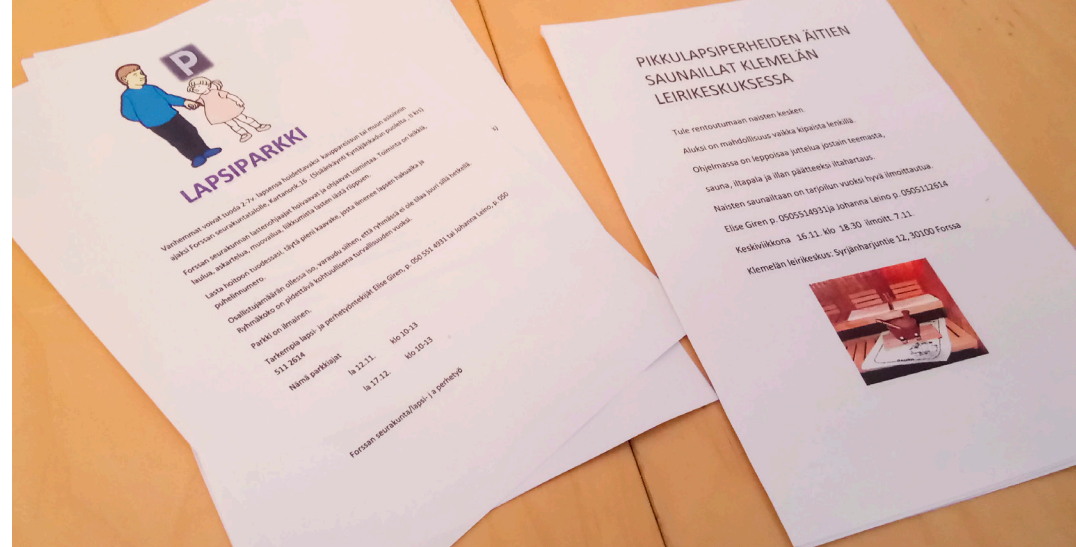 P
LAPSIPARKKI
Vanhemmat voivat tuoda 2-7v lapsensa hoidettavaksi kauppareissun tai muun asioinnin
ajaksi Forssan seurakuntatalolle, Kartanonk.16 (Sisäänkäynti Kyntäjänkadun puolella , II krs)
Forssan seurakunnan lastenohjaajat hoivaavat ja ohjaavat toimintaa. Toiminta on leikkiä,
laulua, askartelua, muovailua, liikkumista lasten iästä riippuen.
Lasta hoitoon tuodessasi, täytä pieni kaavake, josta ilmenee lapsen hakuaika ja
puhelinnumero.
Osallistujamäärän ollessa iso, varaudu siihen, että ryhmässä ei ole tilaa juuri sillä hetkellä.
Ryhmäkoko on pidettävä kohtuullisena turvallisuuden vuoksi.
Parkki on ilmainen.
Tarkempia lapsi- ja perhetyöntekijät Elise Giren, p. 050 551 4931 tai Johanna Leino, p. 050
511 2614
Nämä parkkiajat la 12.11. klo 10-13
la 17.12. klo 10-13
Forssan seurakunta/lapsi- j a perhetyö
PIKKULAPSIPERHEIDEN ÄITIEN
SAUNAILLAT KLEMELÄN
LEIRIKESKUKSESSA
Tule rentoutumaan naisten kesken.
Aluksi on mahdollisuus vaikka kipaista lenkillä.
Ohjelmassa on leppoisaa juttelua jostain teemasta,
sauna, iltapala ja illan päätteeksi iltahartaus.
Naisten saunailtaan on tarjoilun vuoksi hyvä ilmoittautua.
Elise Giren p. 0505514931ja Johanna Leino p. 0505112614
Keskiviikkona 16.11. klo 18.30 ilmoitt. 7.11.
Klemelän leirikeskus: Syrjänharjuntie 12, 30100 Forssa